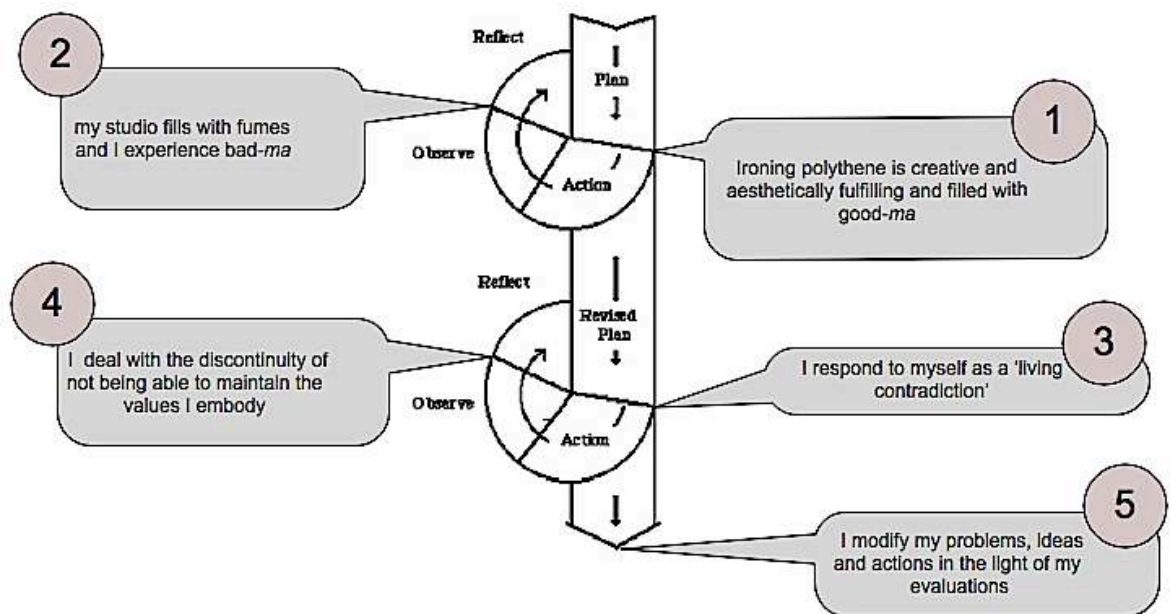 Reflect
Plan
2
my studio fills with fumes
and I experience bad-ma
1
Observe
Ironing polythene is creative and
aesthetically fulfilling and filled with
good-ma
Action
Reflect
4
Revised
Plan
3
I deal with the discontinuity of
not being able to maintain the
values I embody
I respond to myself as a 'living
contradiction'
Observe
Action
5
I modify my problems, ideas
and actions in the light of my
evaluations